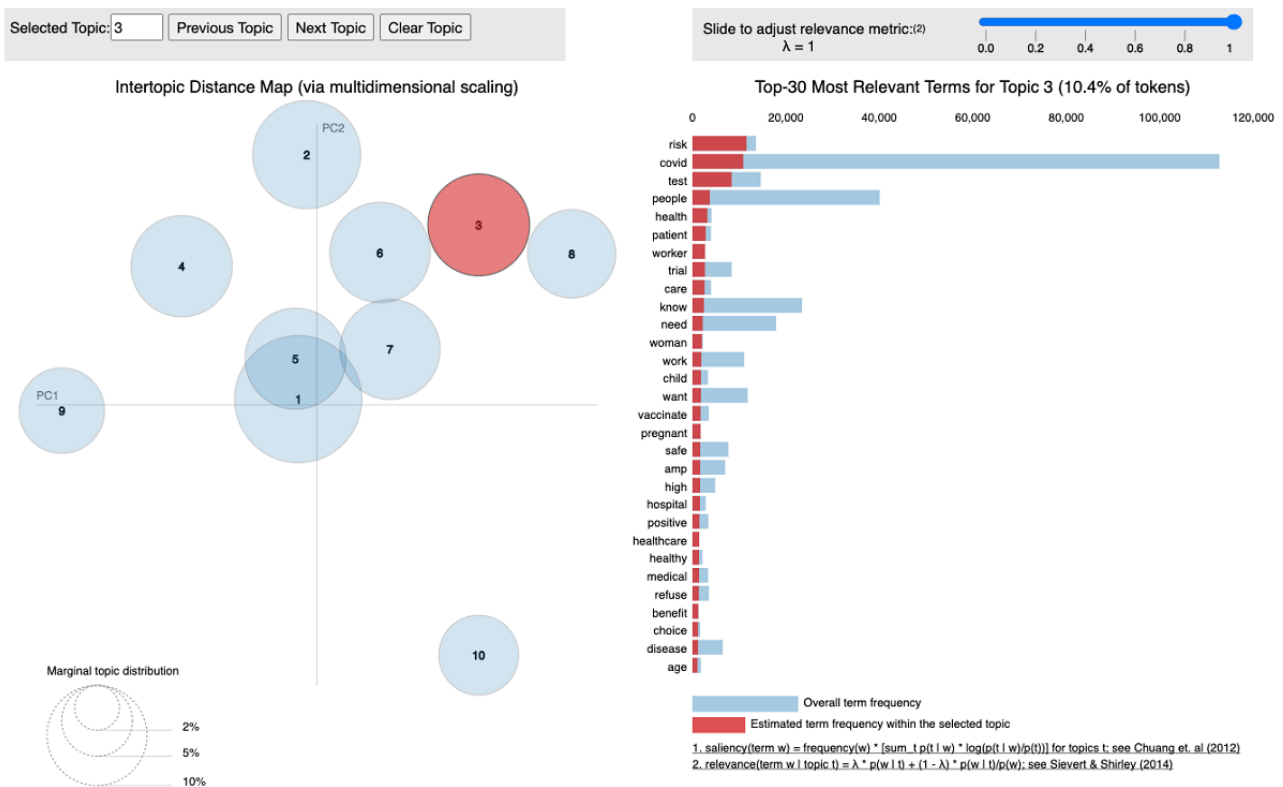 Selected Topic: 3 Previous Topic Next Topic Clear Topic
Slide to adjust relevance metric:(2)
λ = 1
0.0 0.2 0.4 0.6 0.8 1
Intertopic Distance Map (via multidimensional scaling)
PC2
2
3
6
8
4
7
5
1
PC1
9
10
Marginal topic distribution
2%
5%
10%
Top-30 Most Relevant Terms for Topic 3 (10.4% of tokens)
0 20,000 40,000 60,000 80,000 100,000 120,000
risk
covid
test
people
health
patient
worker
trial
care
know
need
woman
work
child
want
vaccinate
pregnant
safe
amp
high
hospital
positive
healthcare
healthy
medical
refuse
benefit
choice
disease
age
Overall term frequency
Estimated term frequency within the selected topic
1. saliency(term w) = frequency(w) * [sum_t p(t | w) * log(p(t | w)/p(t))] for topics t; see Chuang et. al (2012)
2. relevance(term w | topic t) = λ * p(w | t) + (1 - λ) * p(w | t)/p(w); see Sievert & Shirley (2014)